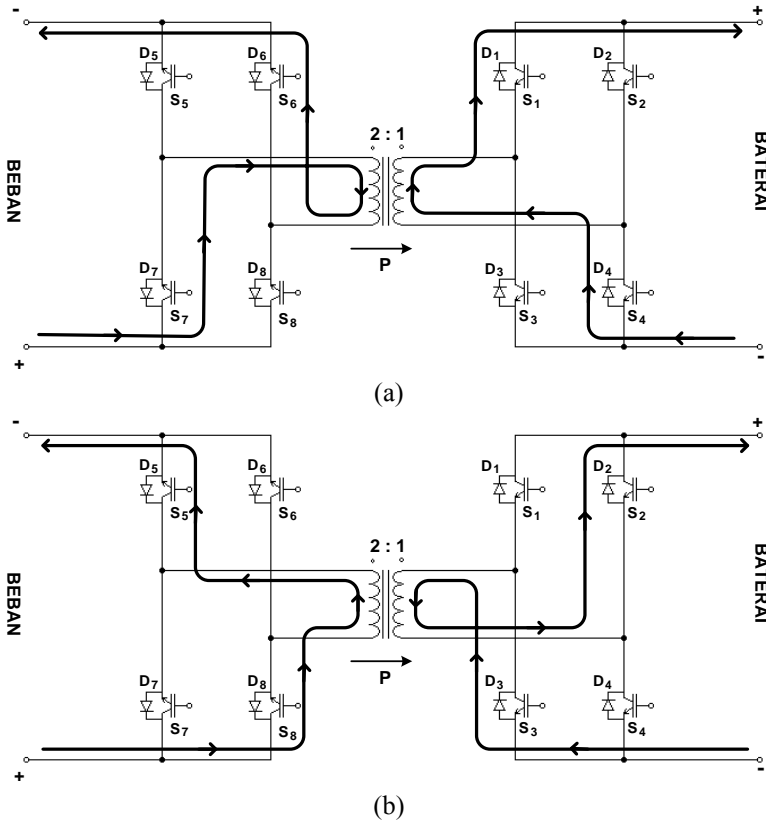 - +
D5 D6 D1 D2
S5 S6 S1 S2
2 : 1
BEBAN BATERAI
P
D7 D8 D3 D4
S7 S8 S3 S4
+ -
(a)
- +
D5 D6 D1 D2
S5 S6 S1 S2
2 : 1
BEBAN BATERAI
P
D7 D8 D3 D4
S7 S8 S3 S4
+ -
(b)